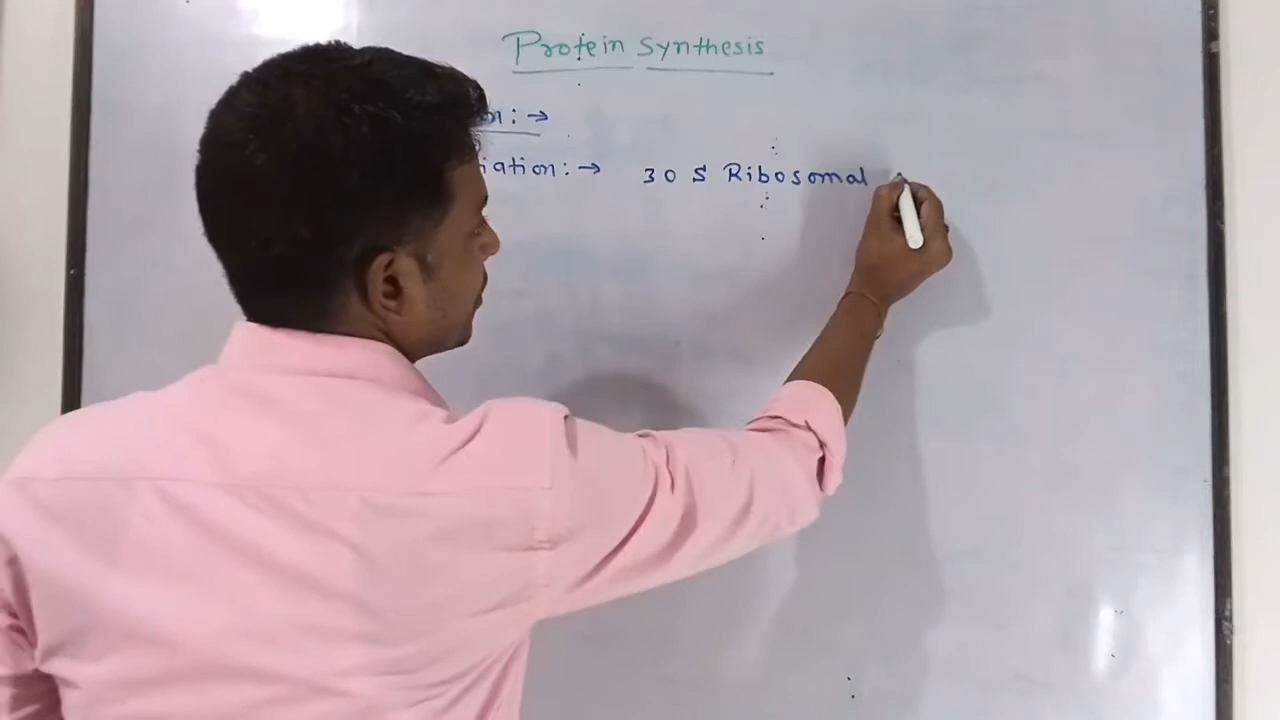 Protein Synthesis
n: →
iation: → 30 S Ribosomal